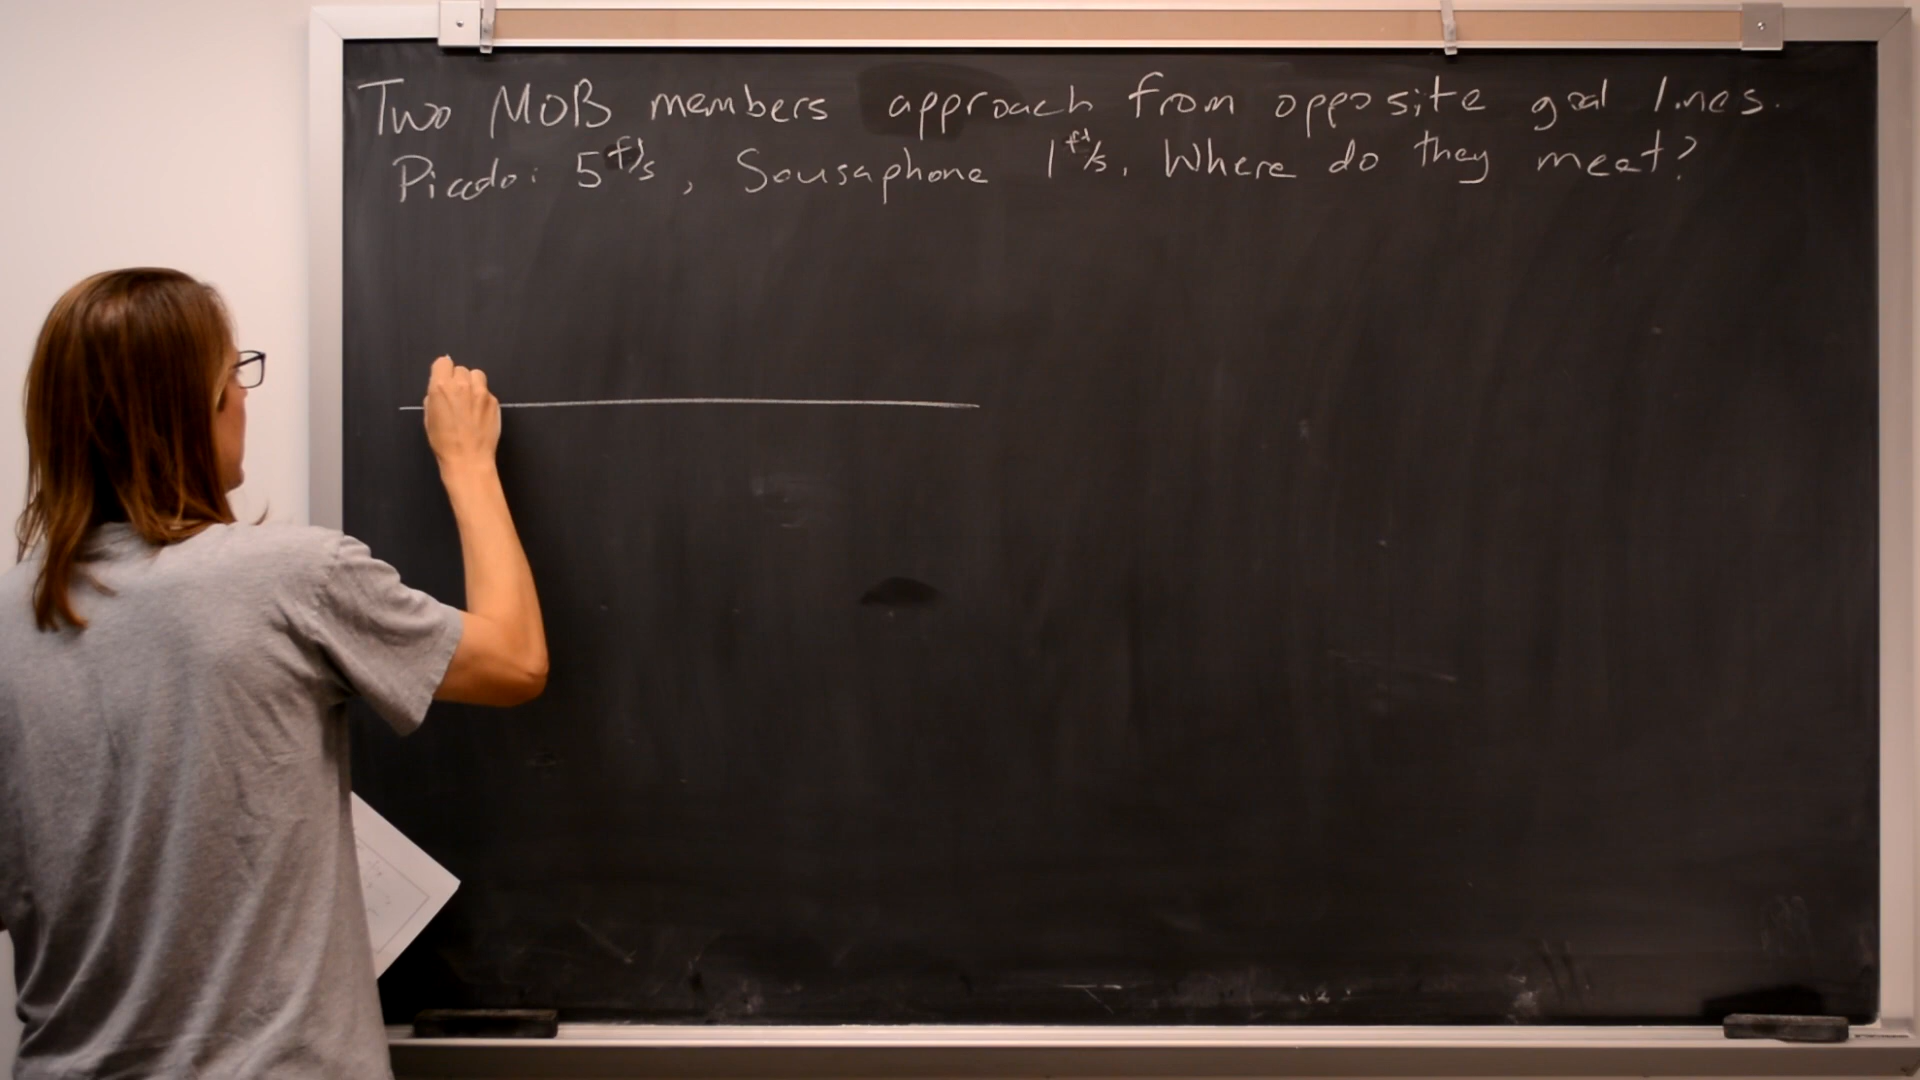 Two MOB members approach from opposite goal lines.
Piccolo: 5 ft/s, Sousaphone 1 ft/s. Where do they meet?